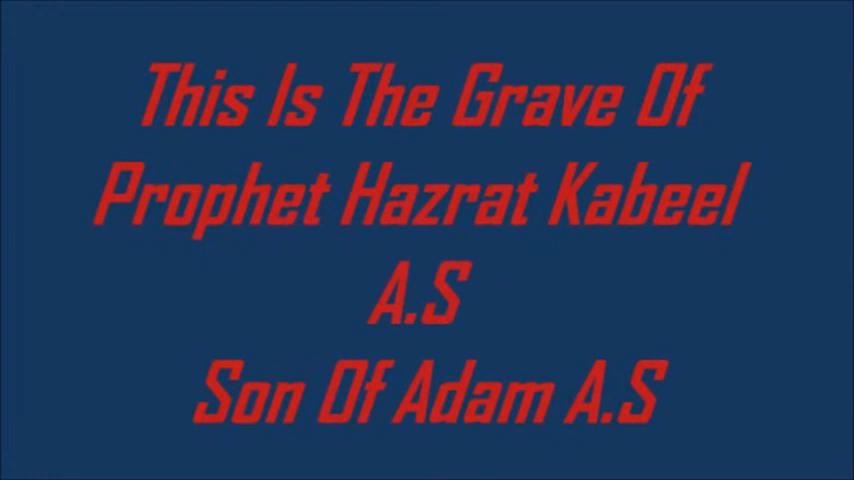 This Is The Grave Of
Prophet Hazrat Kabeel
A.S
Son Of Adam A.S